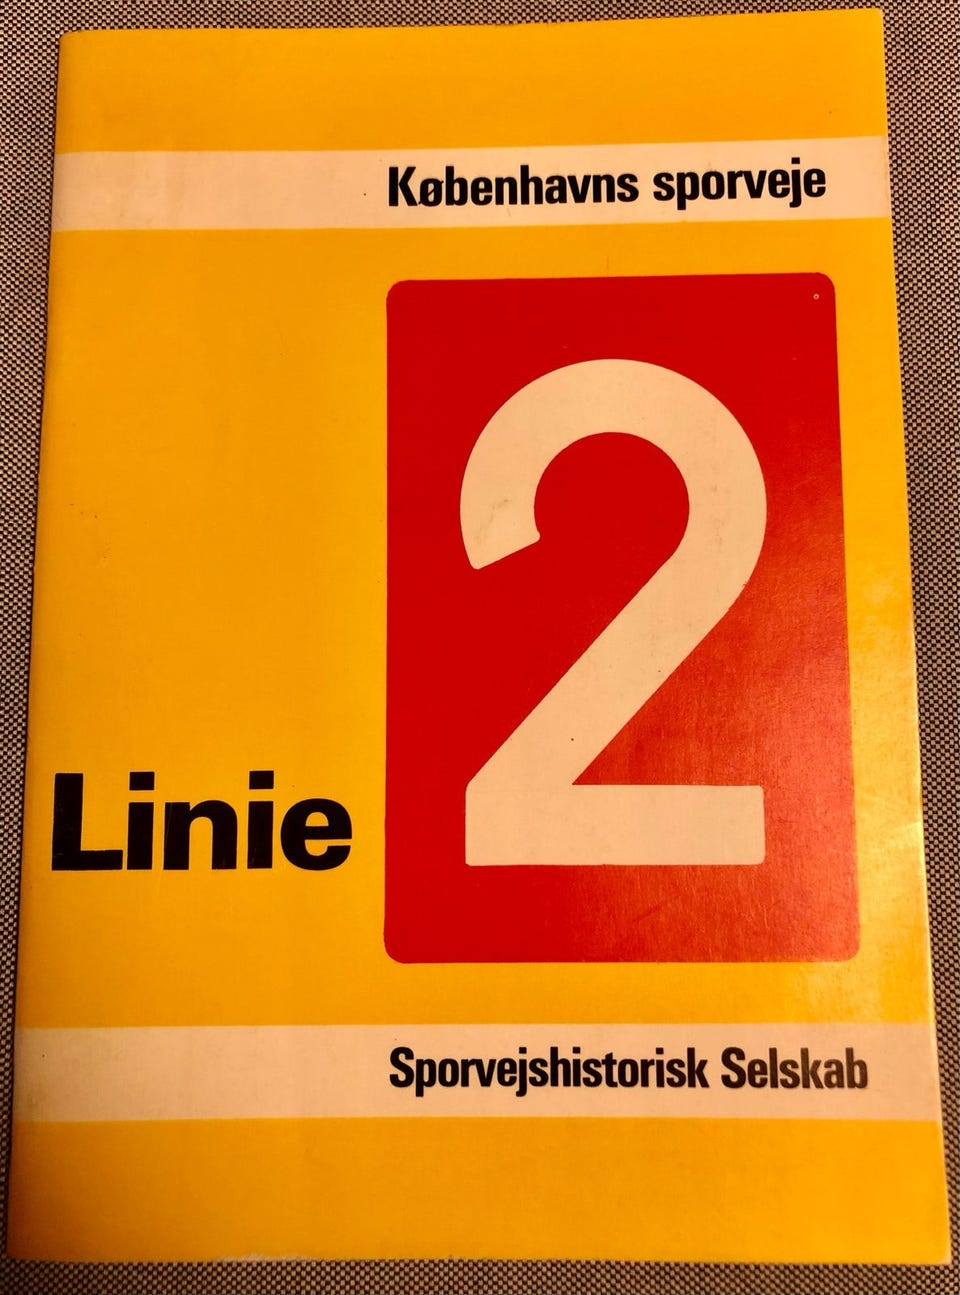 Københavns sporveje
2
Linie
Sporvejshistorisk Selskab